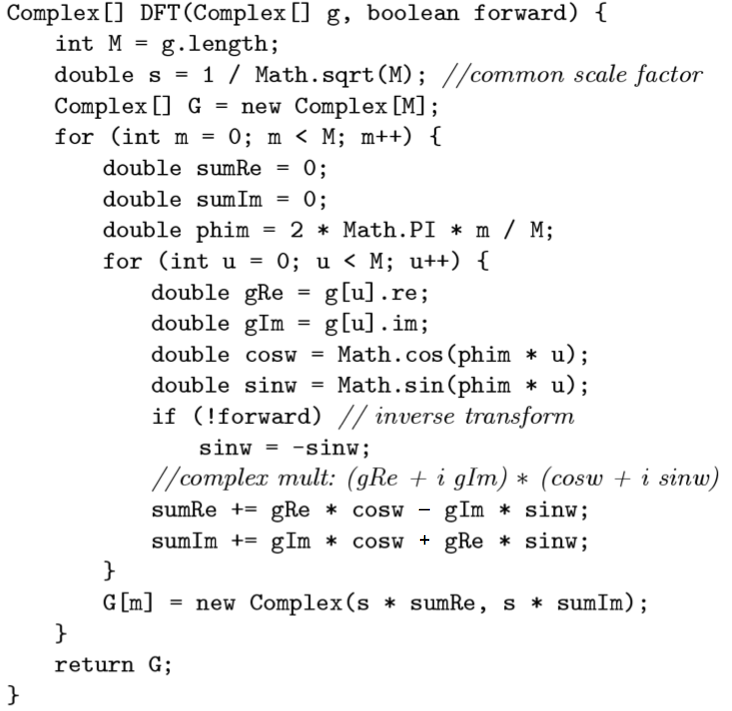 Complex[] DFT(Complex[] g, boolean forward) {
    int M = g.length;
    double s = 1 / Math.sqrt(M); //common scale factor
    Complex[] G = new Complex[M];
    for (int m = 0; m < M; m++) {
        double sumRe = 0;
        double sumIm = 0;
        double phim = 2 * Math.PI * m / M;
        for (int u = 0; u < M; u++) {
            double gRe = g[u].re;
            double gIm = g[u].im;
            double cosw = Math.cos(phim * u);
            double sinw = Math.sin(phim * u);
            if (!forward) // inverse transform
                sinw = -sinw;
            //complex mult: (gRe + i gIm) * (cosw + i sinw)
            sumRe += gRe * cosw - gIm * sinw;
            sumIm += gIm * cosw + gRe * sinw;
        }
        G[m] = new Complex(s * sumRe, s * sumIm);
    }
    return G;
}